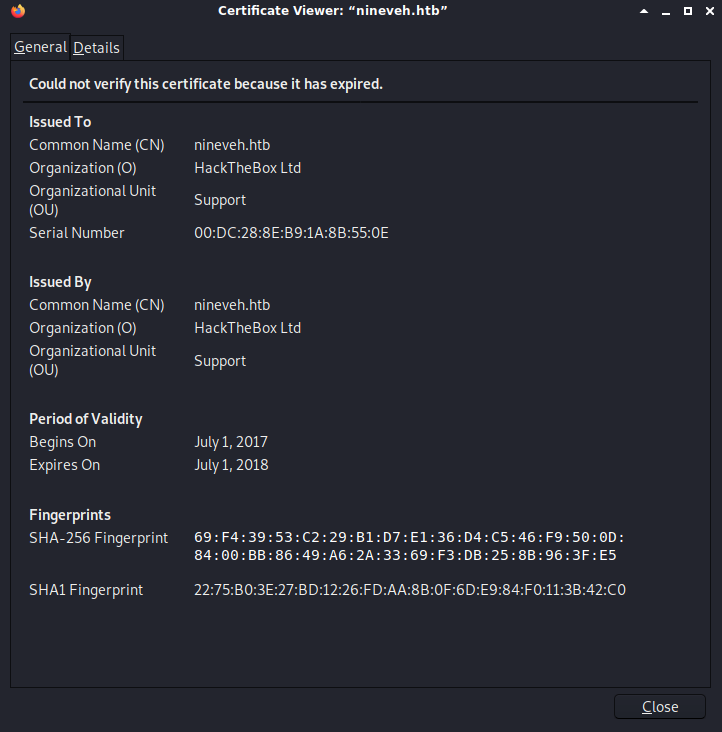 Certificate Viewer: “nineveh.htb”
General Details
Could not verify this certificate because it has expired.
Issued To
Common Name (CN) nineveh.htb
Organization (O) HackTheBox Ltd
Organizational Unit (OU) Support
Serial Number 00:DC:28:8E:B9:1A:8B:55:0E
Issued By
Common Name (CN) nineveh.htb
Organization (O) HackTheBox Ltd
Organizational Unit (OU) Support
Period of Validity
Begins On July 1, 2017
Expires On July 1, 2018
Fingerprints
SHA-256 Fingerprint 69:F4:39:53:C2:29:B1:D7:E1:36:D4:C5:46:F9:50:0D:
84:00:BB:86:49:A6:2A:33:69:F3:DB:25:8B:96:3F:E5
SHA1 Fingerprint 22:75:B0:3E:27:BD:12:26:FD:AA:8B:0F:6D:E9:84:F0:11:3B:42:C0
Close